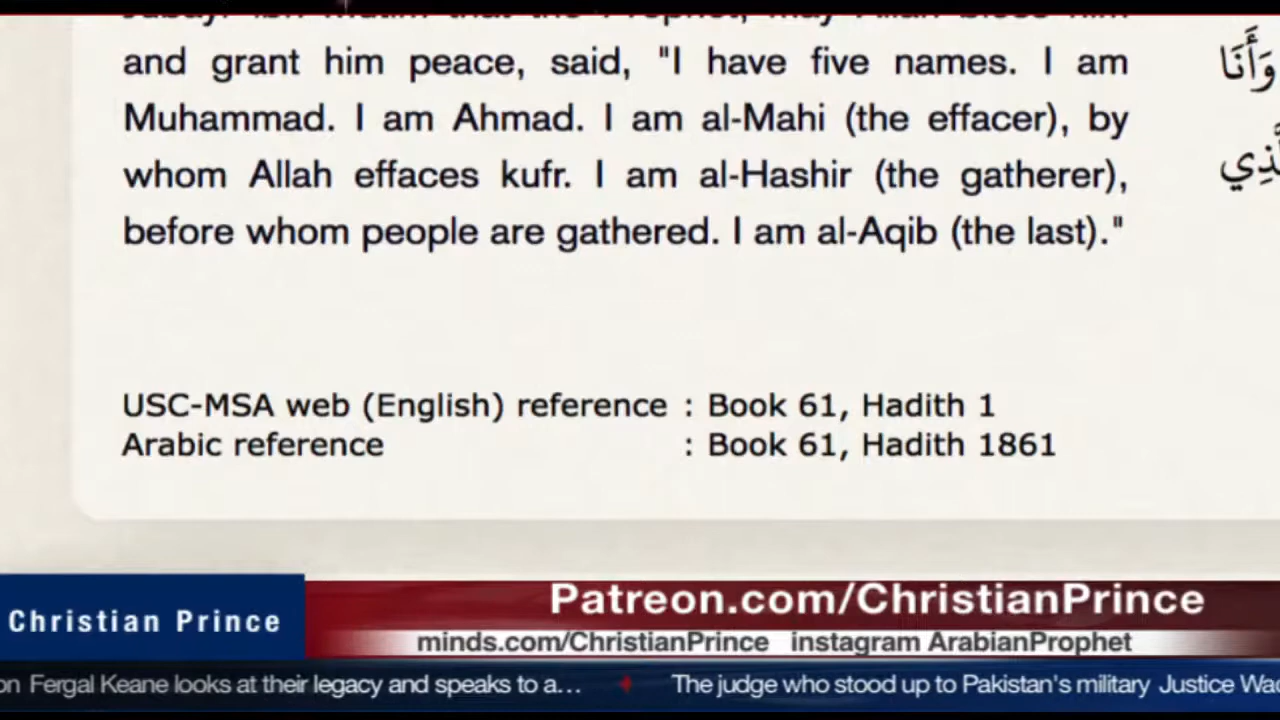 and grant him peace, said, "I have five names. I am
Muhammad. I am Ahmad. I am al-Mahi (the effacer), by
whom Allah effaces kufr. I am al-Hashir (the gatherer),
before whom people are gathered. I am al-Aqib (the last)."
وَأَنَا
USC-MSA web (English) reference : Book 61, Hadith 1
Arabic reference : Book 61, Hadith 1861
Christian Prince
Patreon.com/ChristianPrince
minds.com/ChristianPrince instagram ArabianProphet
on Fergal Keane looks at their legacy and speaks to a... The judge who stood up to Pakistan's military Justice